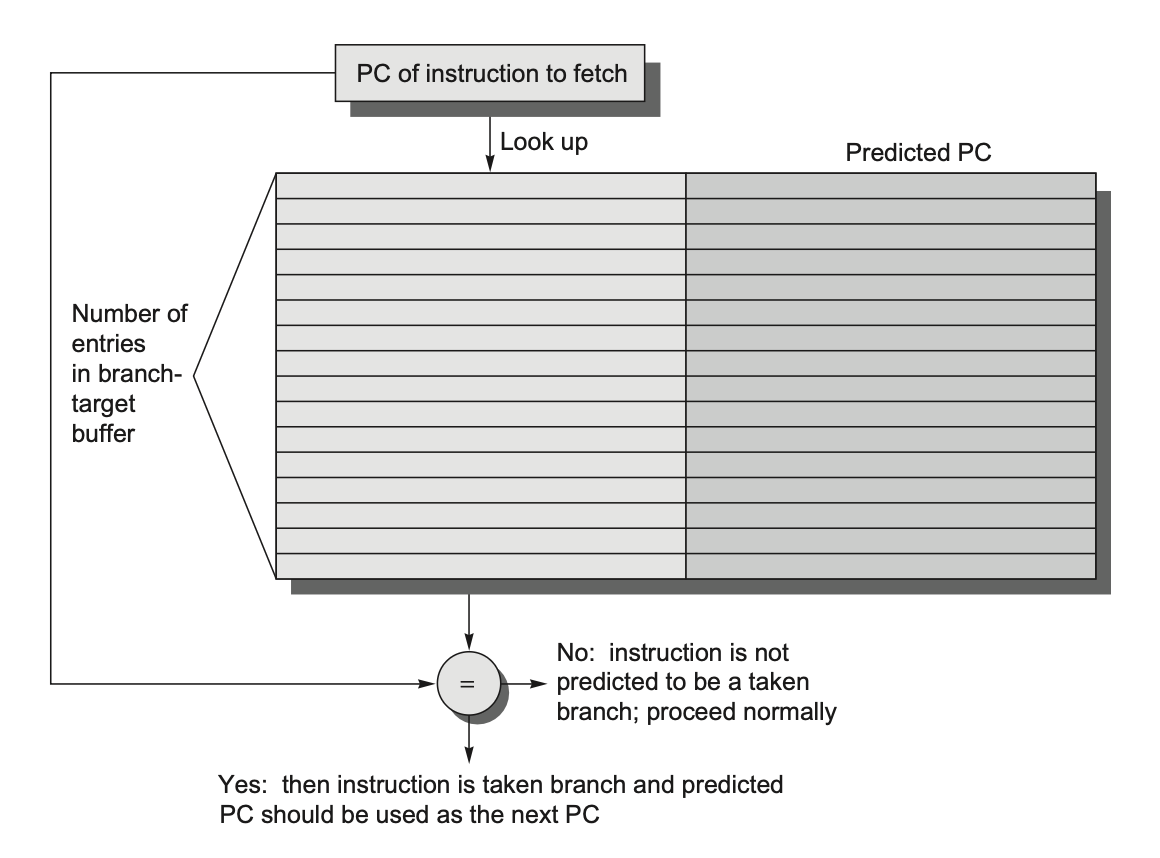 PC of instruction to fetch
Look up
Predicted PC
Number of
entries
in branch-
target
buffer
=
No: instruction is not
predicted to be a taken
branch; proceed normally
Yes: then instruction is taken branch and predicted
PC should be used as the next PC